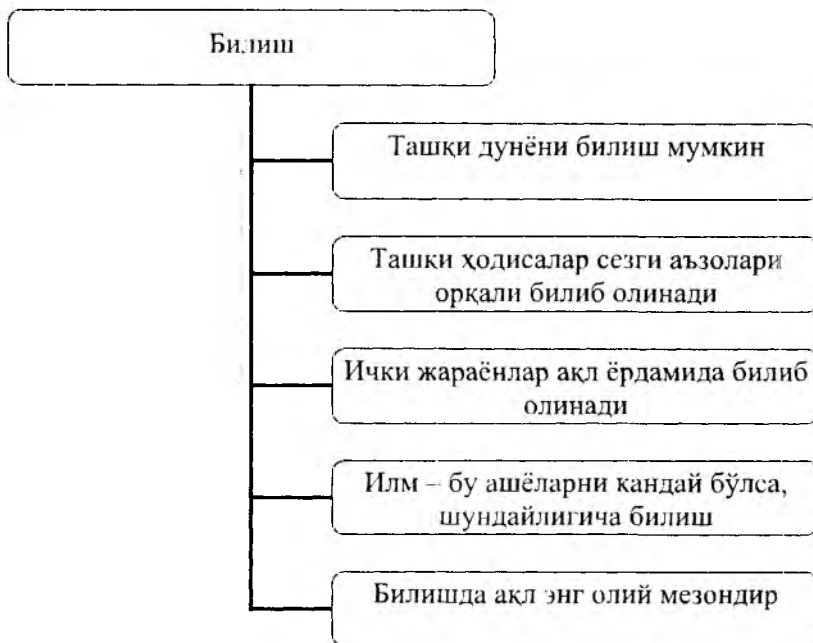 Билиш
Ташқи дунёни билиш мумкин
Ташқи ҳодисалар сезги аъзолари
орқали билиб олинади
Ички жараёнлар ақл ёрдамида билиб
олинади
Илм – бу ашёларни кандай бўлса,
шундайлигича билиш
Билишда ақл энг олий мезондир